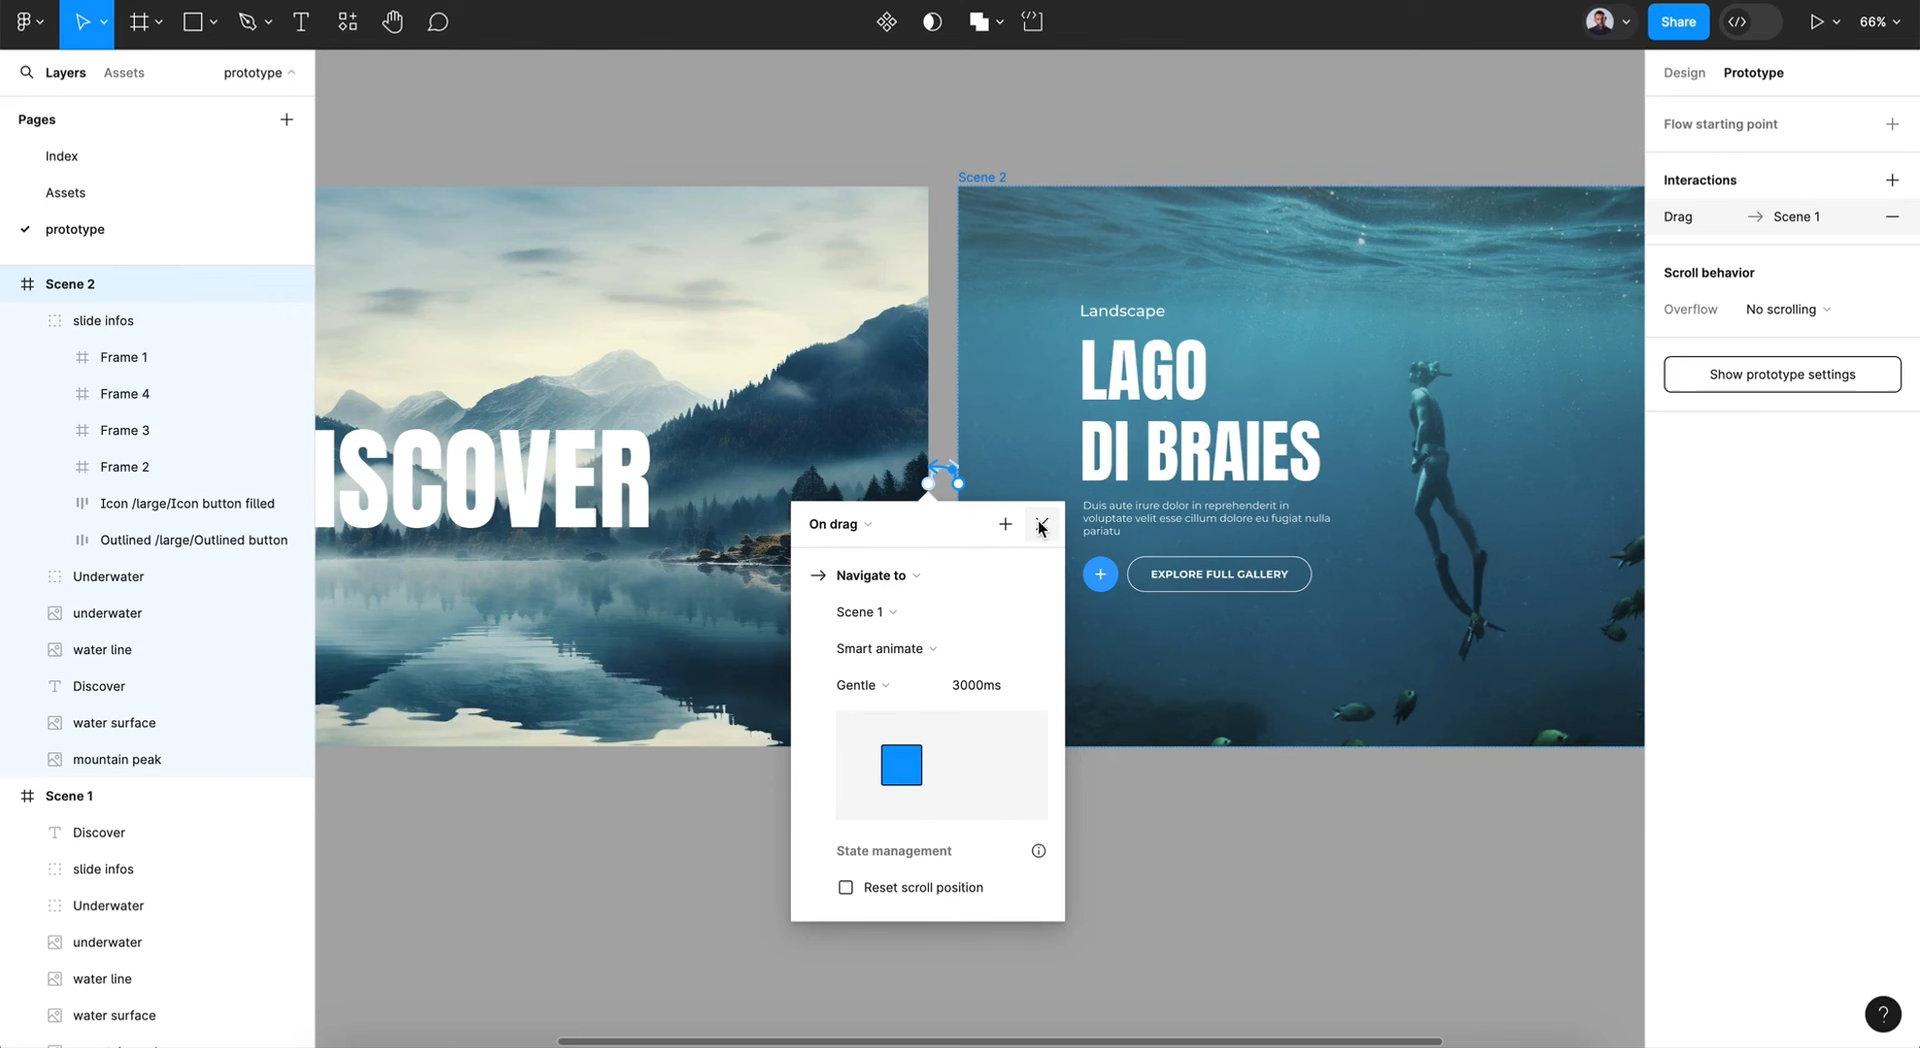 66%
Share
Layers
Assets
prototype
Pages
Index
Assets
prototype
Scene 2
slide infos
Frame 1
Frame 4
Frame 3
Frame 2
Icon /large/Icon button filled
Outlined /large/Outlined button
Underwater
underwater
water line
Discover
water surface
mountain peak
Scene 1
Discover
slide infos
Underwater
underwater
water line
water surface
ISCOVER
Scene 2
Landscape
LAGO
DI BRAIES
Duis aute irure dolor in reprehenderit in
voluptate velit esse cillum dolore eu fugiat nulla
pariatu
EXPLORE FULL GALLERY
On drag
Navigate to
Scene 1
Smart animate
Gentle
3000ms
State management
Reset scroll position
Design
Prototype
Flow starting point
Interactions
Drag
Scene 1
Scroll behavior
Overflow
No scrolling
Show prototype settings
?